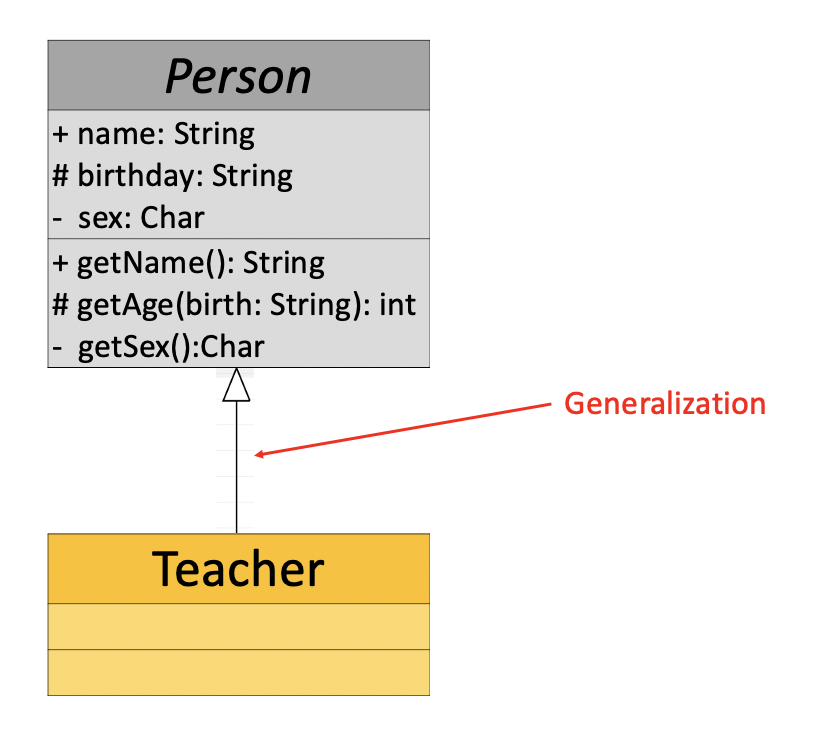 Person
+ name: String
# birthday: String
- sex: Char
+ getName(): String
# getAge(birth: String): int
- getSex():Char
Generalization
Teacher